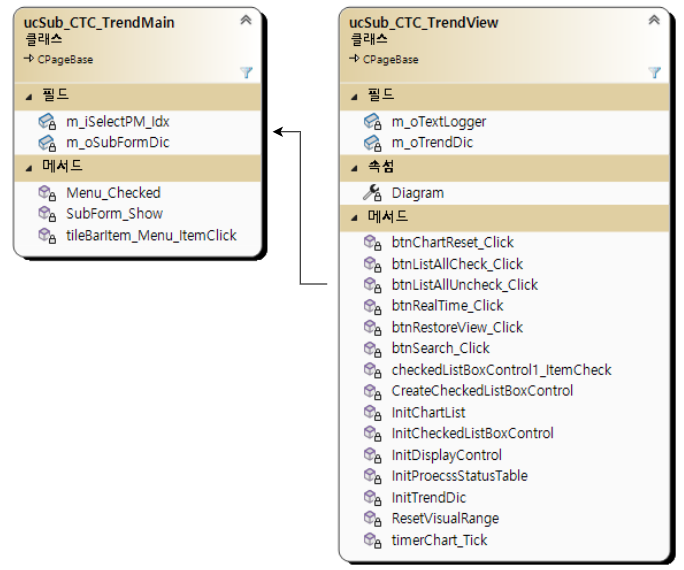 ucSub_CTC_TrendMain
클래스
CPageBase
필드
m_iSelectPM_Idx
m_oSubFormDic
메서드
Menu_Checked
SubForm_Show
tileBarItem_Menu_ItemClick
ucSub_CTC_TrendView
클래스
CPageBase
필드
m_oTextLogger
m_oTrendDic
속성
Diagram
메서드
btnChartReset_Click
btnListAllCheck_Click
btnListAllUncheck_Click
btnRealTime_Click
btnRestoreView_Click
btnSearch_Click
checkedListBoxControl1_ItemCheck
CreateCheckedListBoxControl
InitChartList
InitCheckedListBoxControl
InitDisplayControl
InitProecssStatusTable
InitTrendDic
ResetVisualRange
timerChart_Tick